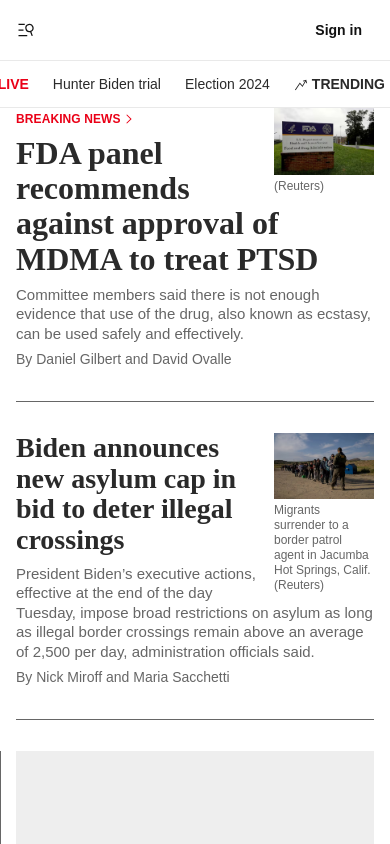 Sign in
LIVE Hunter Biden trial Election 2024 TRENDING
BREAKING NEWS
FDA panel
recommends
against approval of
MDMA to treat PTSD
FDA
(Reuters)
Committee members said there is not enough
evidence that use of the drug, also known as ecstasy,
can be used safely and effectively.
By Daniel Gilbert and David Ovalle
Biden announces
new asylum cap in
bid to deter illegal
crossings
Migrants
surrender to a
border patrol
agent in Jacumba
Hot Springs, Calif.
(Reuters)
President Biden’s executive actions,
effective at the end of the day
Tuesday, impose broad restrictions on asylum as long
as illegal border crossings remain above an average
of 2,500 per day, administration officials said.
By Nick Miroff and Maria Sacchetti